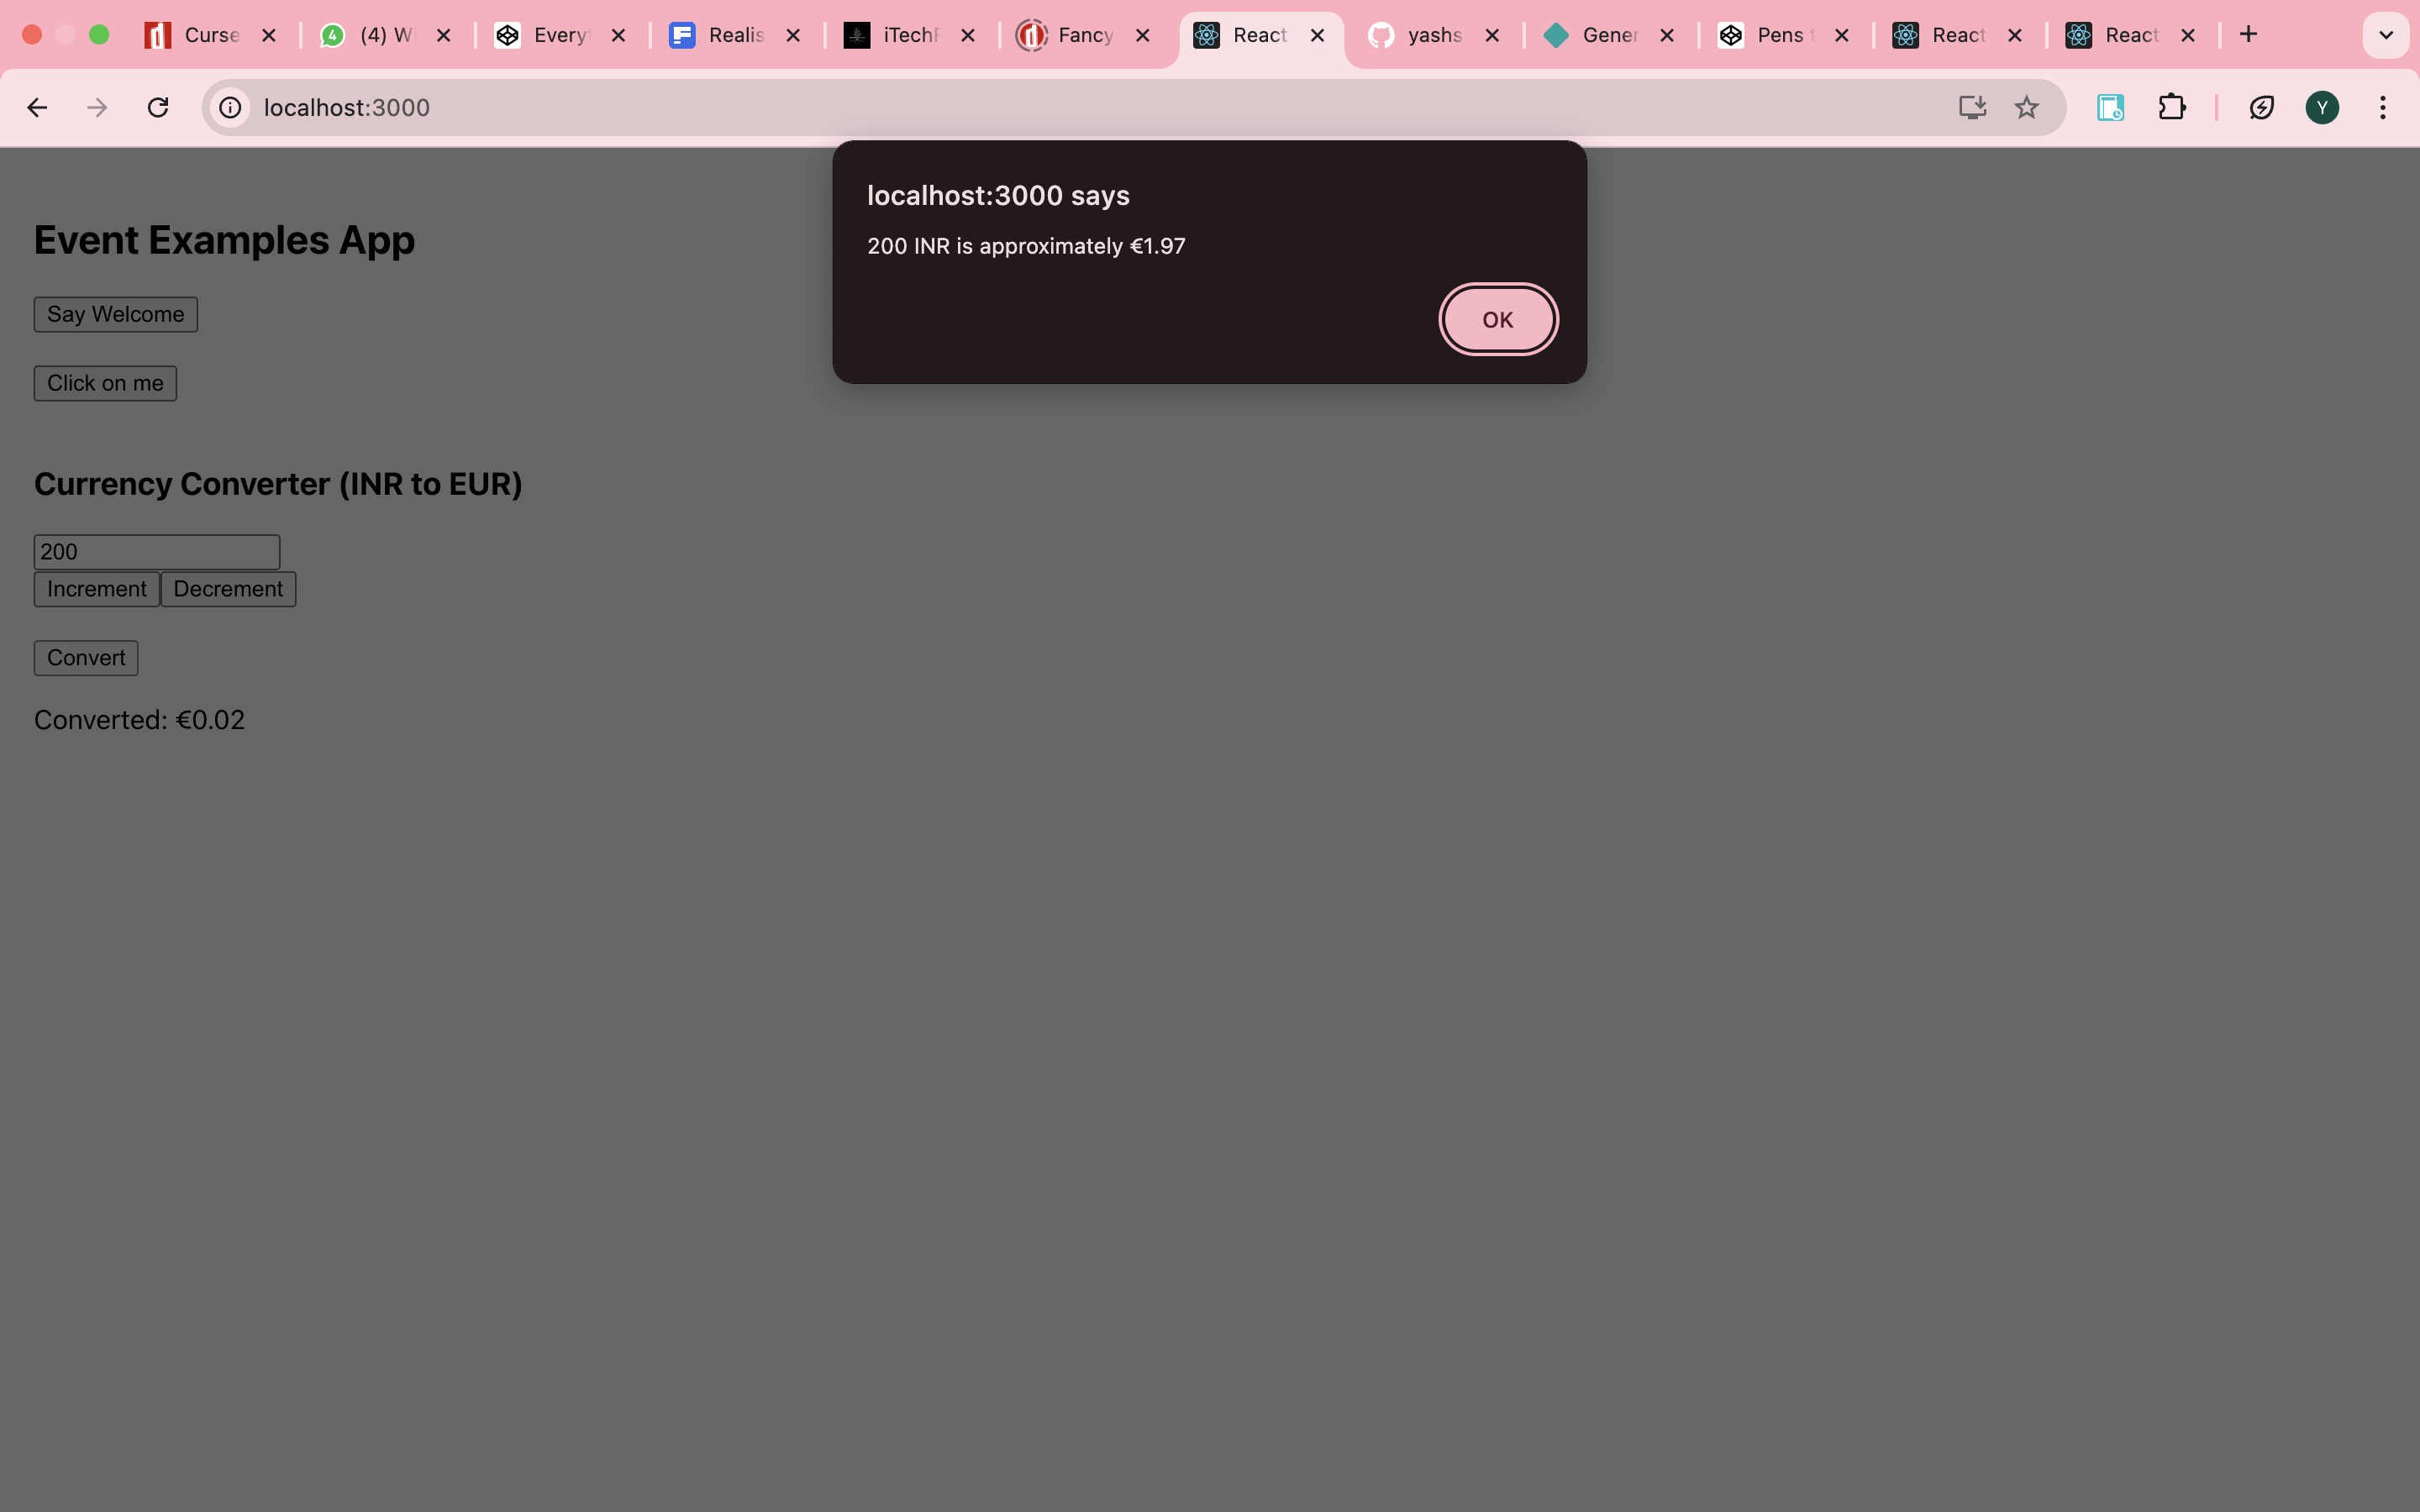 Curse
4 (4) W
Every
Realis
iTech
Fancy
React
yashs
Gener
Pens
React
React
localhost:3000
Y
localhost:3000 says
200 INR is approximately €1.97
OK
Event Examples App
Say Welcome
Click on me
Currency Converter (INR to EUR)
200
Increment Decrement
Convert
Converted: €0.02